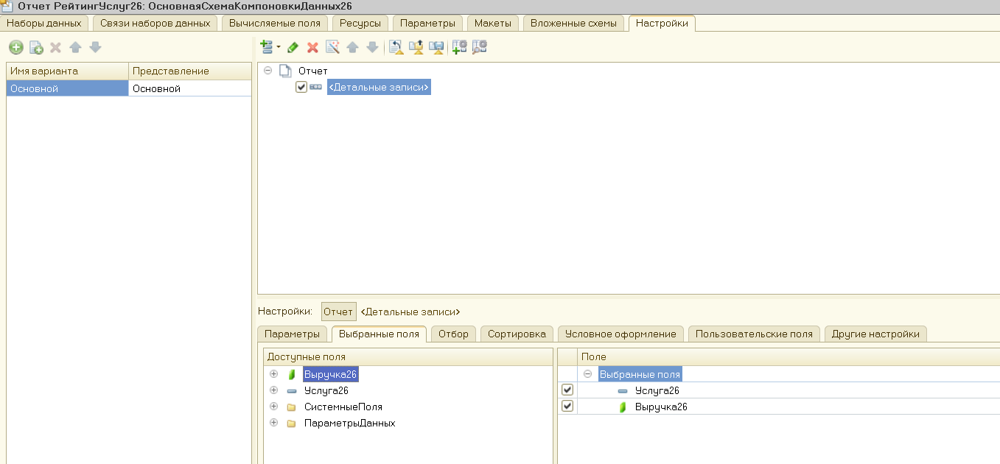 Отчет РейтингУслуг26: ОсновнаяСхемаКомпоновкиДанных26
Наборы данных Связи наборов данных Вычисляемые поля Ресурсы Параметры Макеты Вложенные схемы Настройки
Имя варианта Представление
Основной Основной
Отчет
<Детальные записи>
Настройки: Отчет <Детальные записи>
Параметры Выбранные поля Отбор Сортировка Условное оформление Пользовательские поля Другие настройки
Доступные поля
Выручка26
Услуга26
СистемныеПоля
ПараметрыДанных
Поле
Выбранные поля
Услуга26
Выручка26